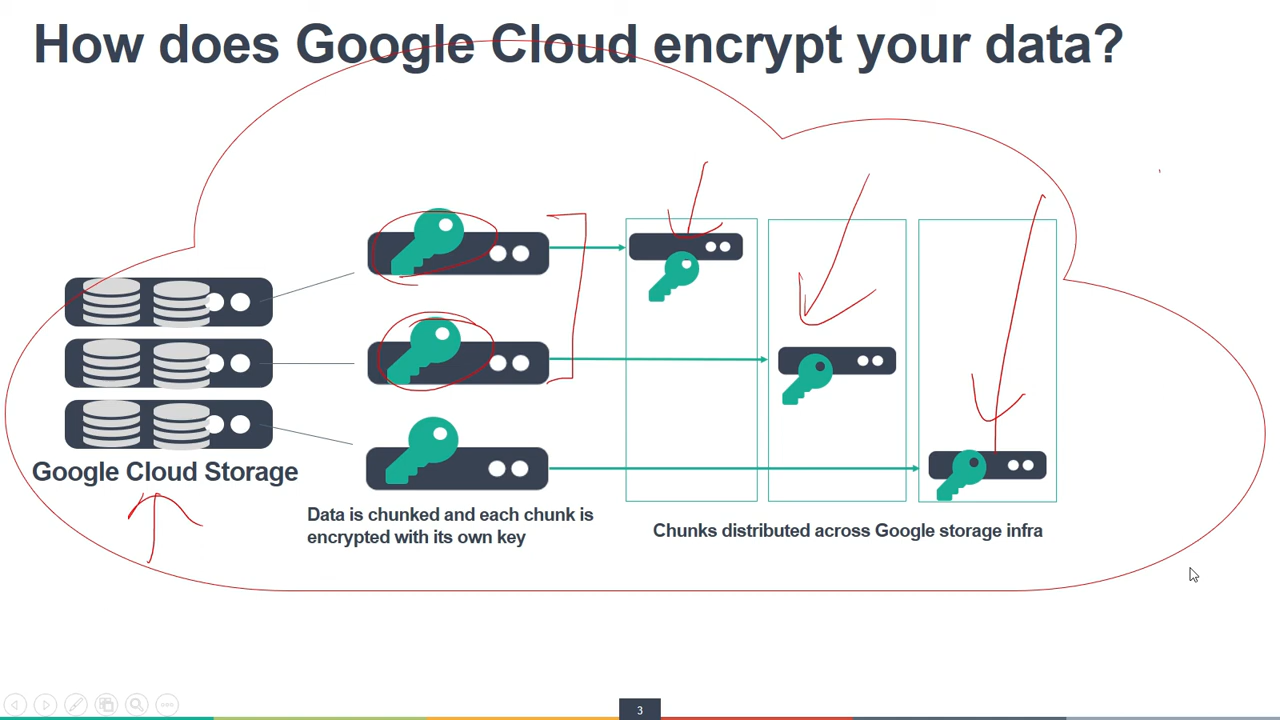 How does Google Cloud encrypt your data?
Google Cloud Storage
Data is chunked and each chunk is
encrypted with its own key
Chunks distributed across Google storage infra
3